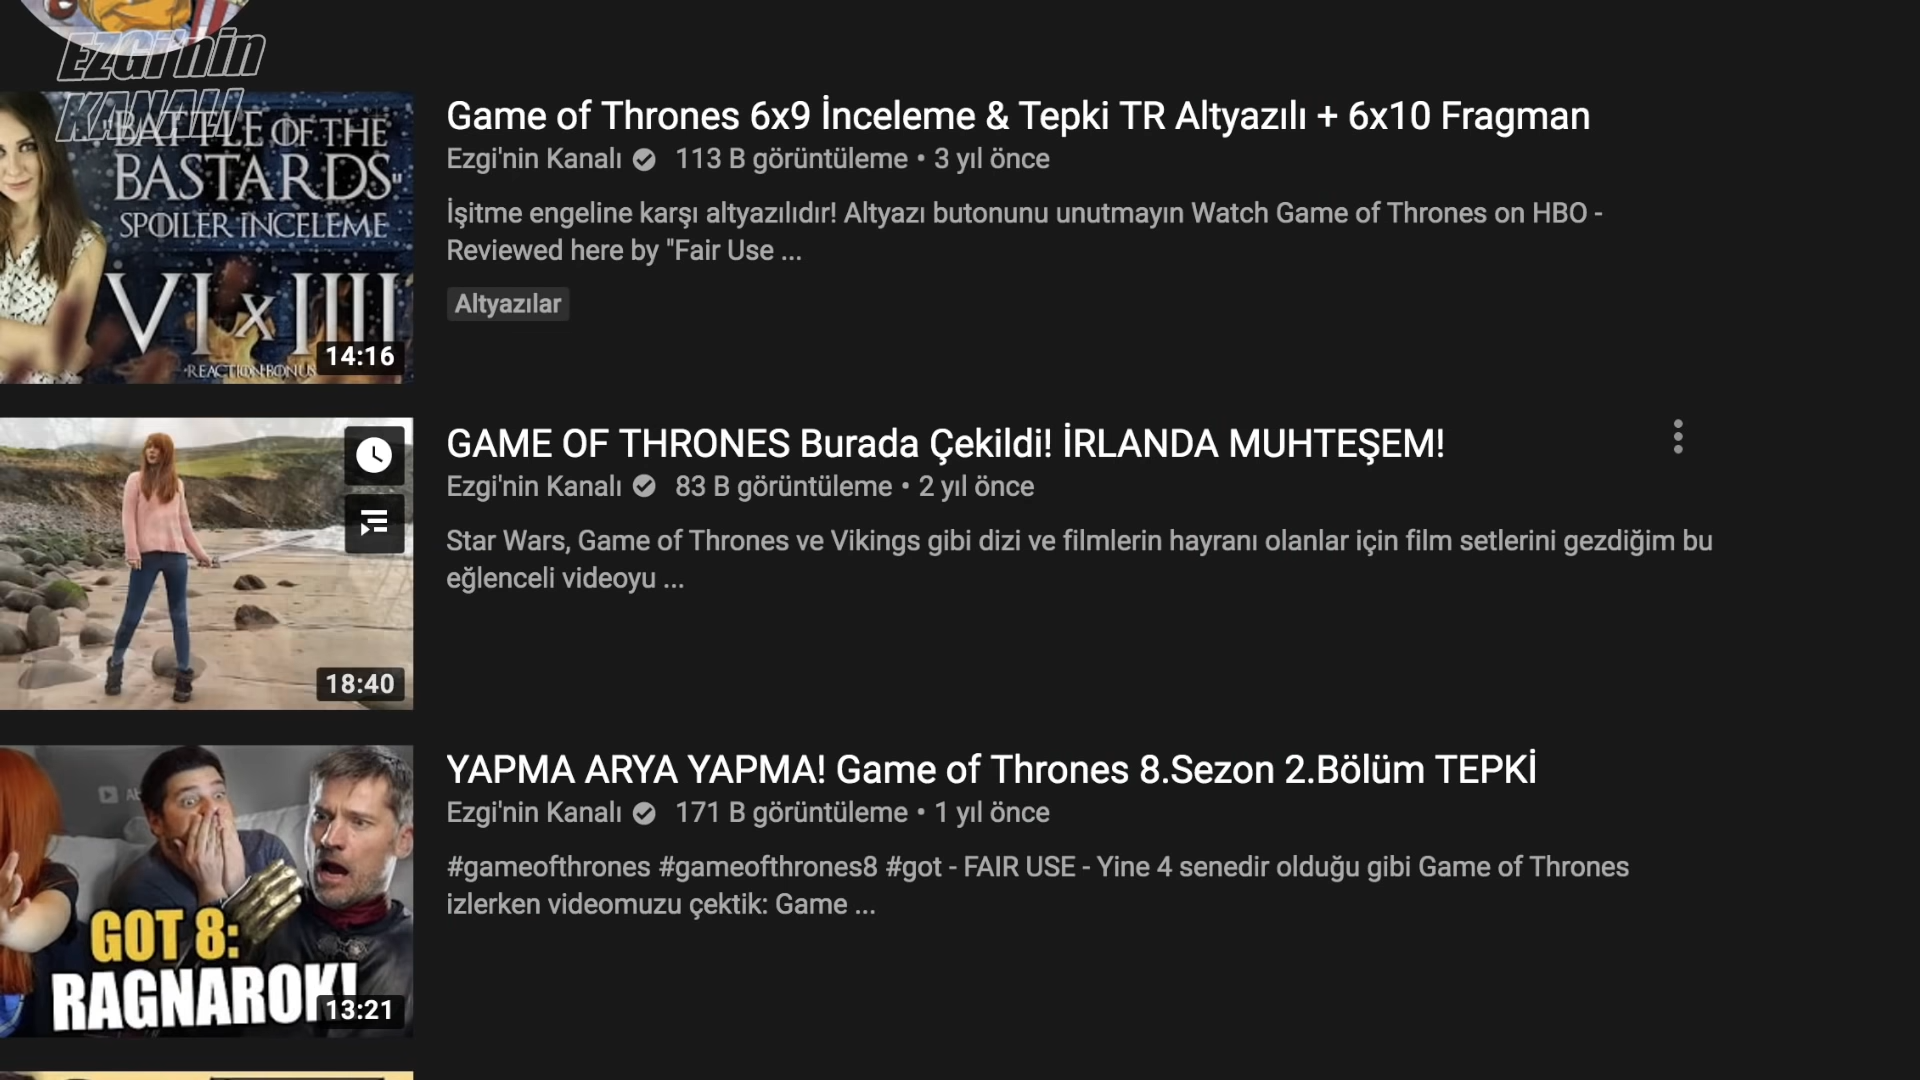 EZGİ'nin
KANALI
"BATTLE OF THE
BASTARDS"
SPOILER İNCELEME
VI x IIII
REACTION BONUS
14:16
Game of Thrones 6x9 İnceleme & Tepki TR Altyazılı + 6x10 Fragman
Ezgi'nin Kanalı 113 B görüntüleme • 3 yıl önce
İşitme engeline karşı altyazılıdır! Altyazı butonunu unutmayın Watch Game of Thrones on HBO -
Reviewed here by "Fair Use ...
Altyazılar
18:40
GAME OF THRONES Burada Çekildi! İRLANDA MUHTEŞEM!
Ezgi'nin Kanalı 83 B görüntüleme • 2 yıl önce
Star Wars, Game of Thrones ve Vikings gibi dizi ve filmlerin hayranı olanlar için film setlerini gezdiğim bu
eğlenceli videoyu ...
GOT 8:
RAGNAROK!
13:21
YAPMA ARYA YAPMA! Game of Thrones 8.Sezon 2.Bölüm TEPKİ
Ezgi'nin Kanalı 171 B görüntüleme • 1 yıl önce
#gameofthrones #gameofthrones8 #got - FAIR USE - Yine 4 senedir olduğu gibi Game of Thrones
izlerken videomuzu çektik: Game ...